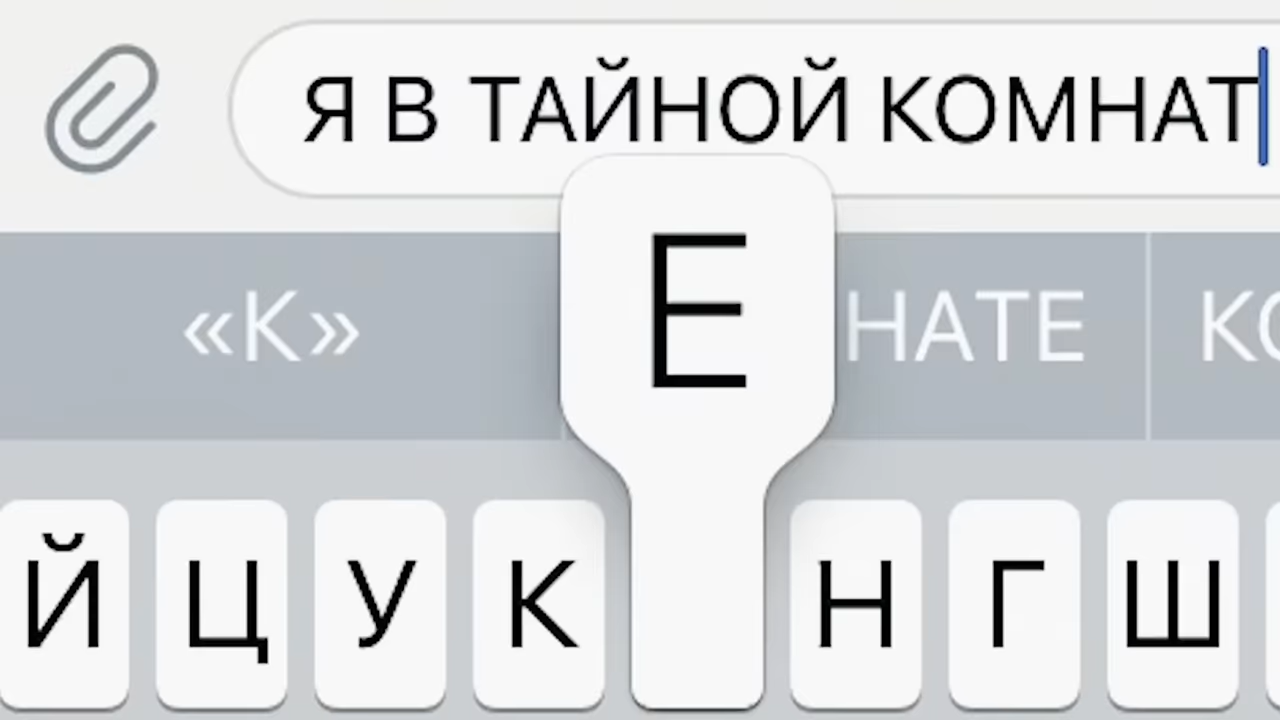 Я В ТАЙНОЙ КОМНАТ
Е
«К» НАТЕ КО
Й Ц У К Н Г Ш